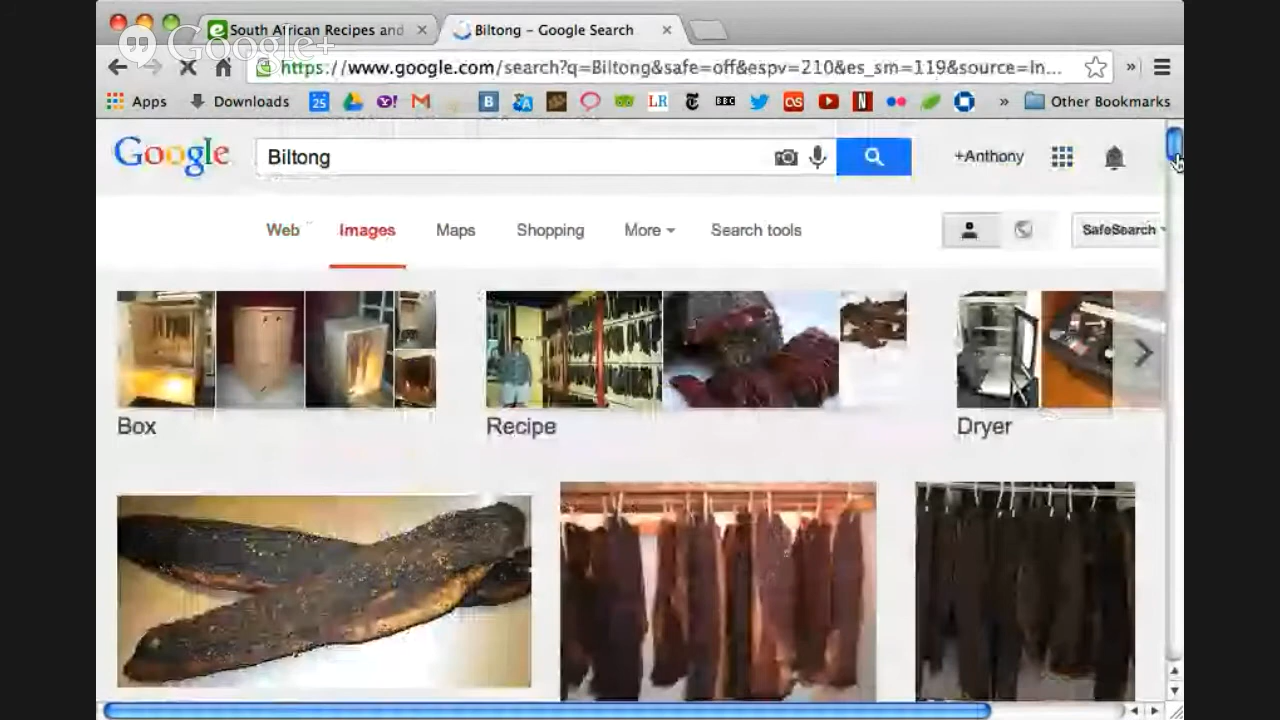 South African Recipes and
Biltong – Google Search
Google+
https://www.google.com/search?q=Biltong&safe=off&espv=210&es_sm=119&source=ln...
Apps
Downloads
25
Y!
B
LR
BBC
N
Other Bookmarks
Google
Biltong
+Anthony
Web
Images
Maps
Shopping
More
Search tools
SafeSearch
Box
Recipe
Dryer